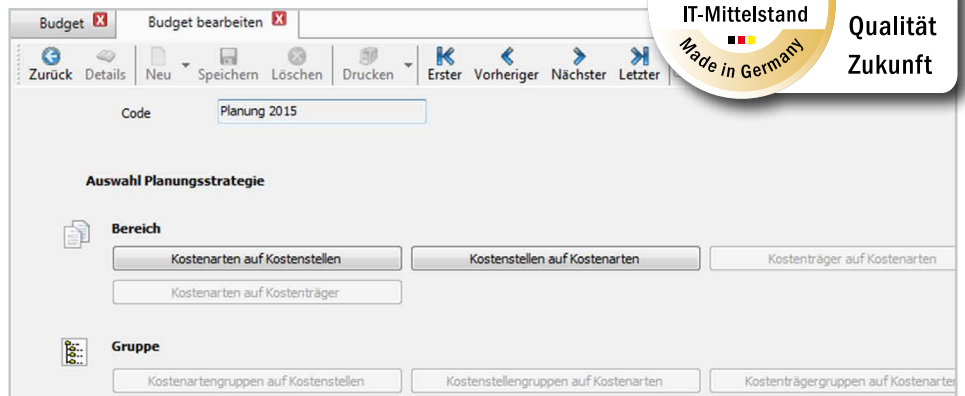 Budget
Budget bearbeiten
IT-Mittelstand
Made in Germany
Qualität
Zukunft
Zurück Details Neu Speichern Löschen Drucken Erster Vorheriger Nächster Letzter
Code Planung 2015
Auswahl Planungsstrategie
Bereich
Kostenarten auf Kostenstellen Kostenstellen auf Kostenarten Kostenträger auf Kostenarten
Kostenarten auf Kostenträger
Gruppe
Kostenartengruppen auf Kostenstellen Kostenstellengruppen auf Kostenarten Kostenträgergruppen auf Kostenarten